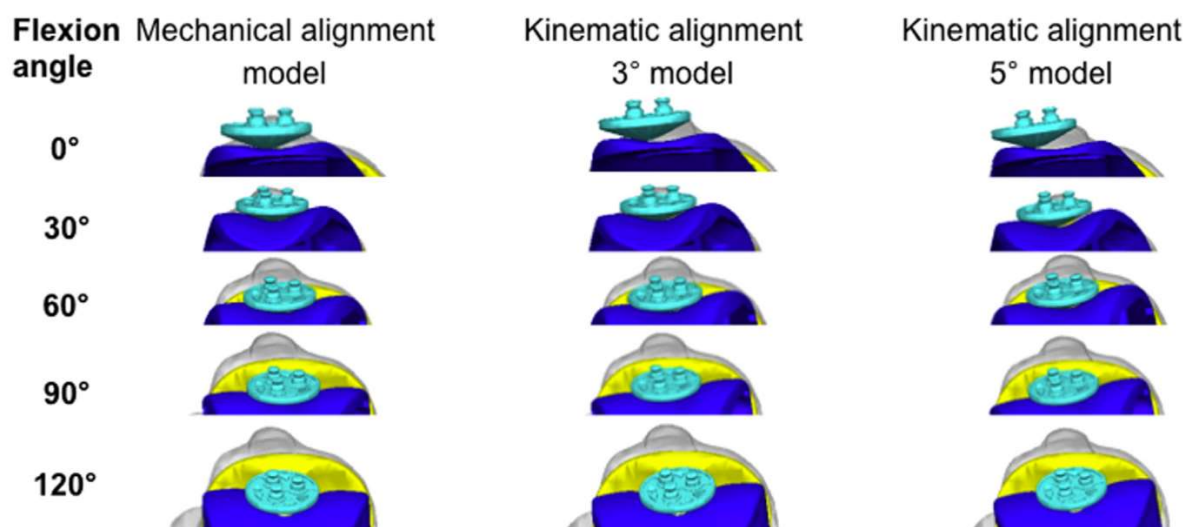 Flexion Mechanical alignment Kinematic alignment Kinematic alignment
angle model 3° model 5° model
0°
30°
60°
90°
120°